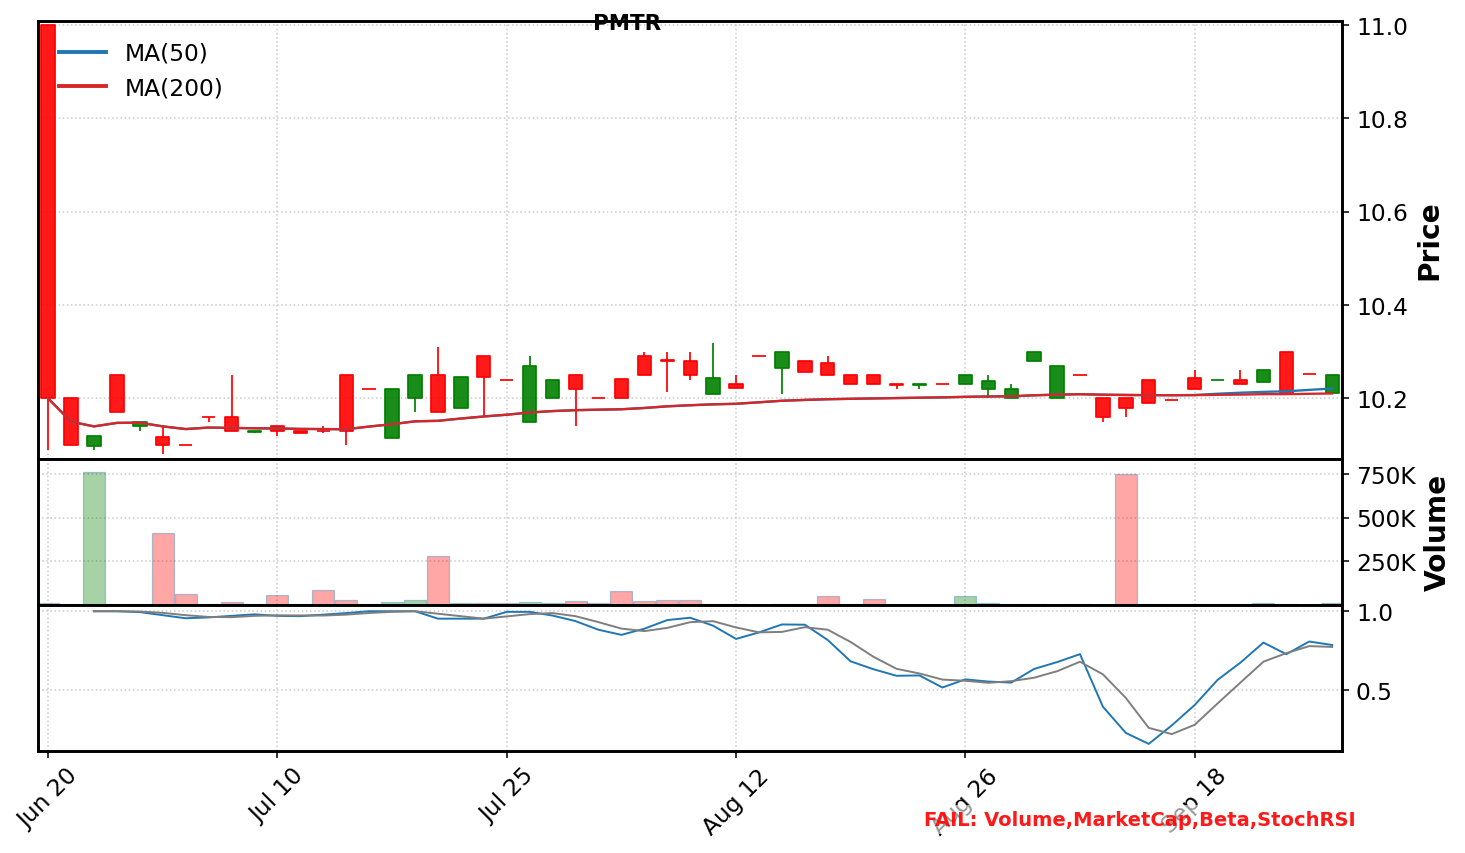 PMTR
MA(50)
MA(200)
11.0
10.8
10.6
10.4
10.2
Price
750K
500K
250K
Volume
1.0
0.5
Jun 20
Jul 10
Jul 25
Aug 12
Aug 26
Sep 18
FAIL: Volume,MarketCap,Beta,StochRSI